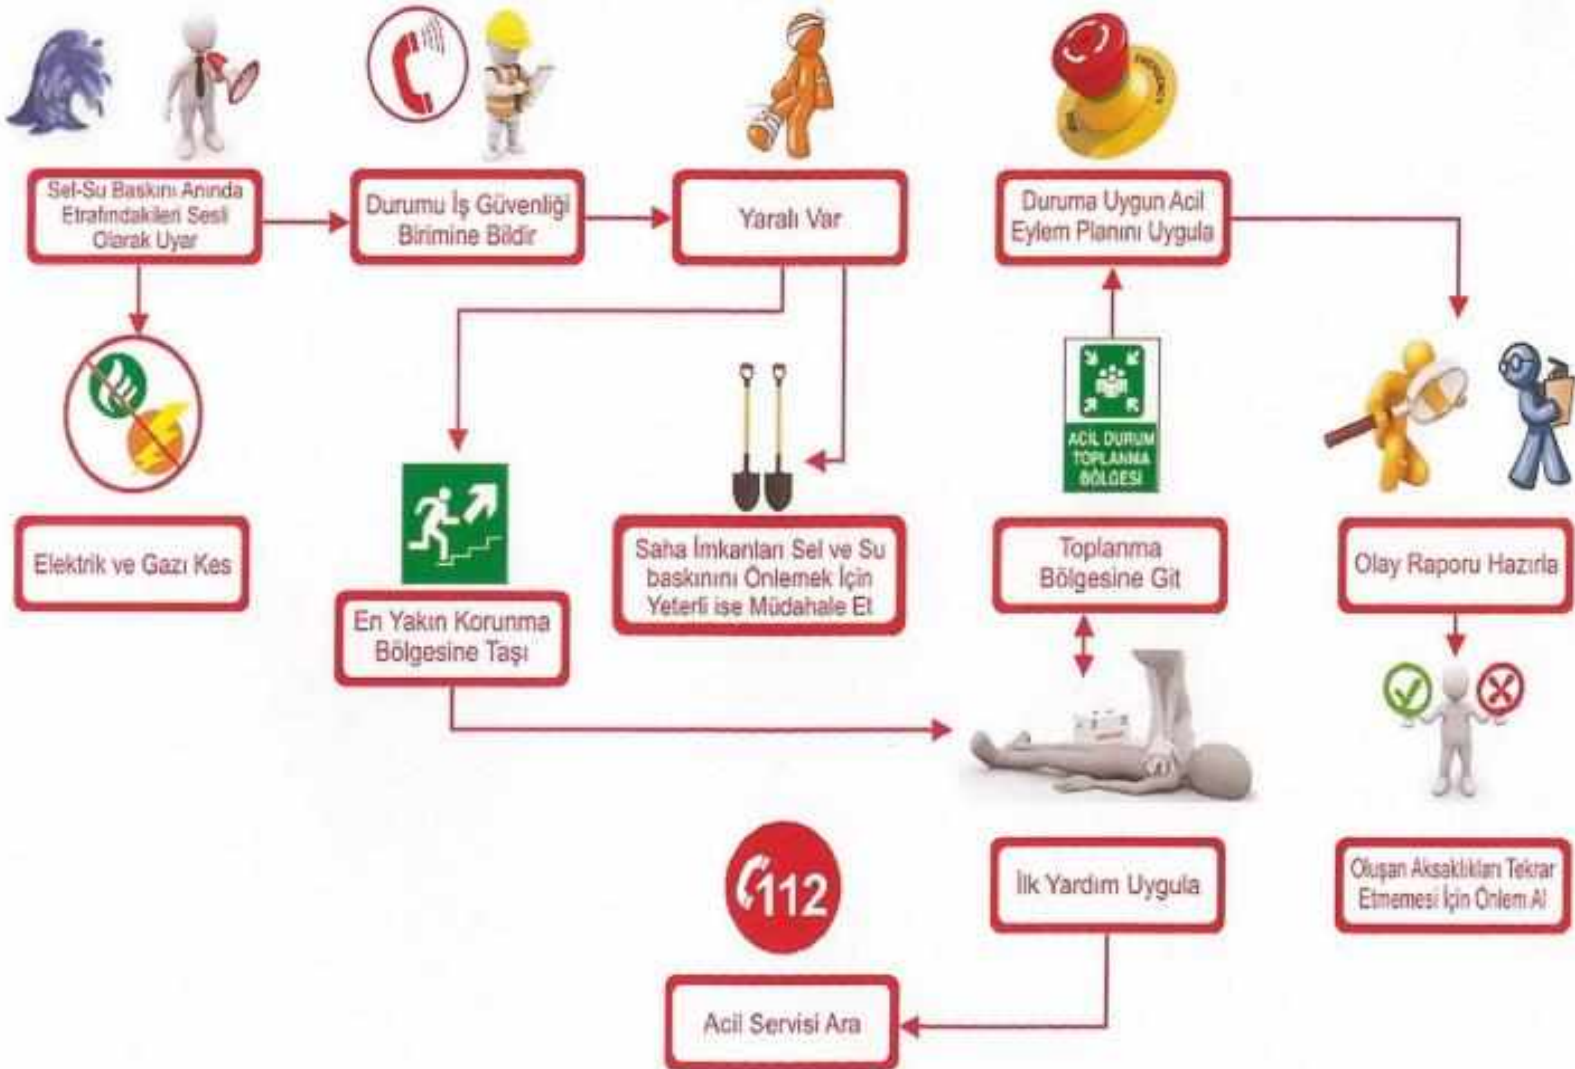 Sel-Su Baskını Anında
Etrafındakileri Sesli
Olarak Uyar
Durumu İş Güvenliği
Birimine Bildir
Yaralı Var
Duruma Uygun Acil
Eylem Planını Uygula
Elektrik ve Gazı Kes
En Yakın Korunma
Bölgesine Taşı
Saha İmkanları Sel ve Su
baskınını Önlemek İçin
Yeterli ise Müdahale Et
ACİL DURUM
TOPLANMA
BÖLGESİ
Toplanma
Bölgesine Git
Olay Raporu Hazırla
112
İlk Yardım Uygula
Oluşan Aksaklıkları Tekrar
Etmemesi İçin Önlem Al
Acil Servisi Ara